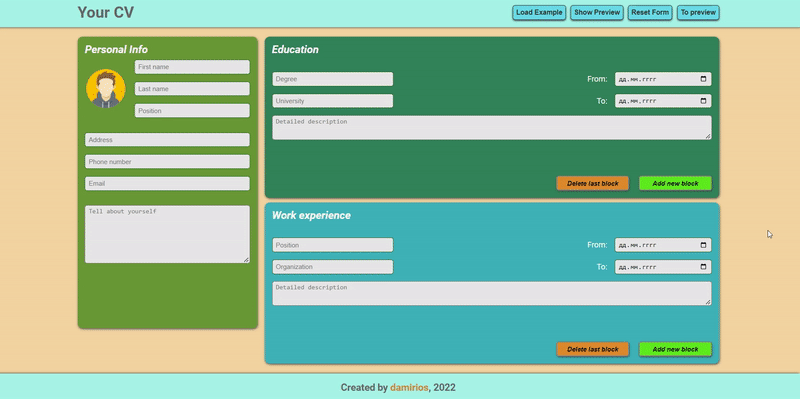 Your CV
Load Example Show Preview Reset Form To preview
Personal Info
First name
Last name
Position
Address
Phone number
Email
Tell about yourself
Education
Degree From: дд.мм.гггг
University To: дд.мм.гггг
Detailed description
Delete last block Add new block
Work experience
Position From: дд.мм.гггг
Organization To: дд.мм.гггг
Detailed description
Delete last block Add new block
Created by damirios, 2022